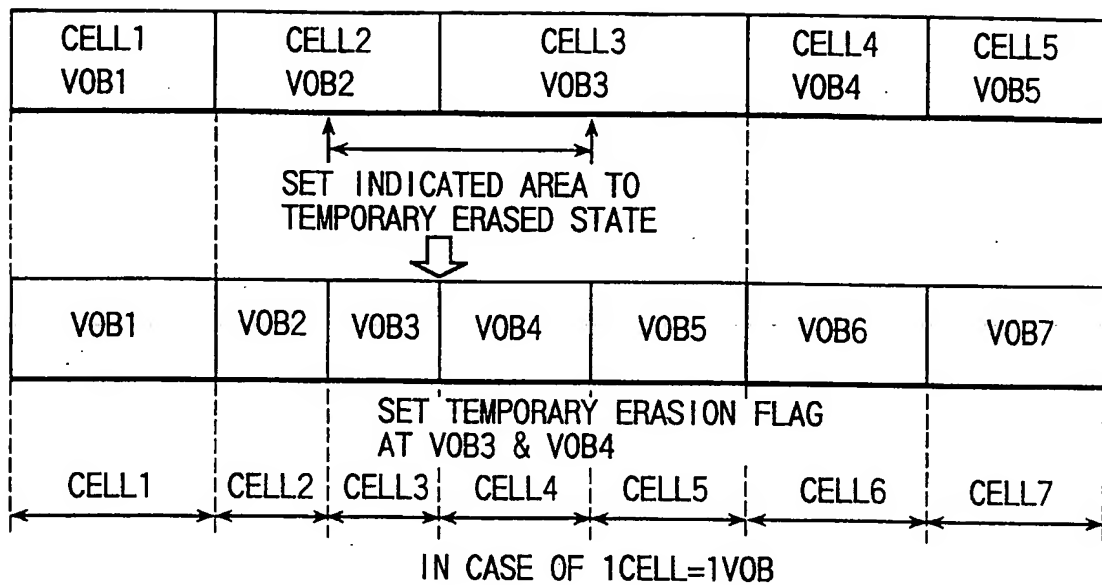 CELL1 CELL2 CELL3 CELL4 CELL5
VOB1 VOB2 VOB3 VOB4 VOB5
SET INDICATED AREA TO
TEMPORARY ERASED STATE
VOB1 VOB2 VOB3 VOB4 VOB5 VOB6 VOB7
SET TEMPORARY ERASION FLAG
AT VOB3 & VOB4
CELL1 CELL2 CELL3 CELL4 CELL5 CELL6 CELL7
IN CASE OF 1CELL=1VOB